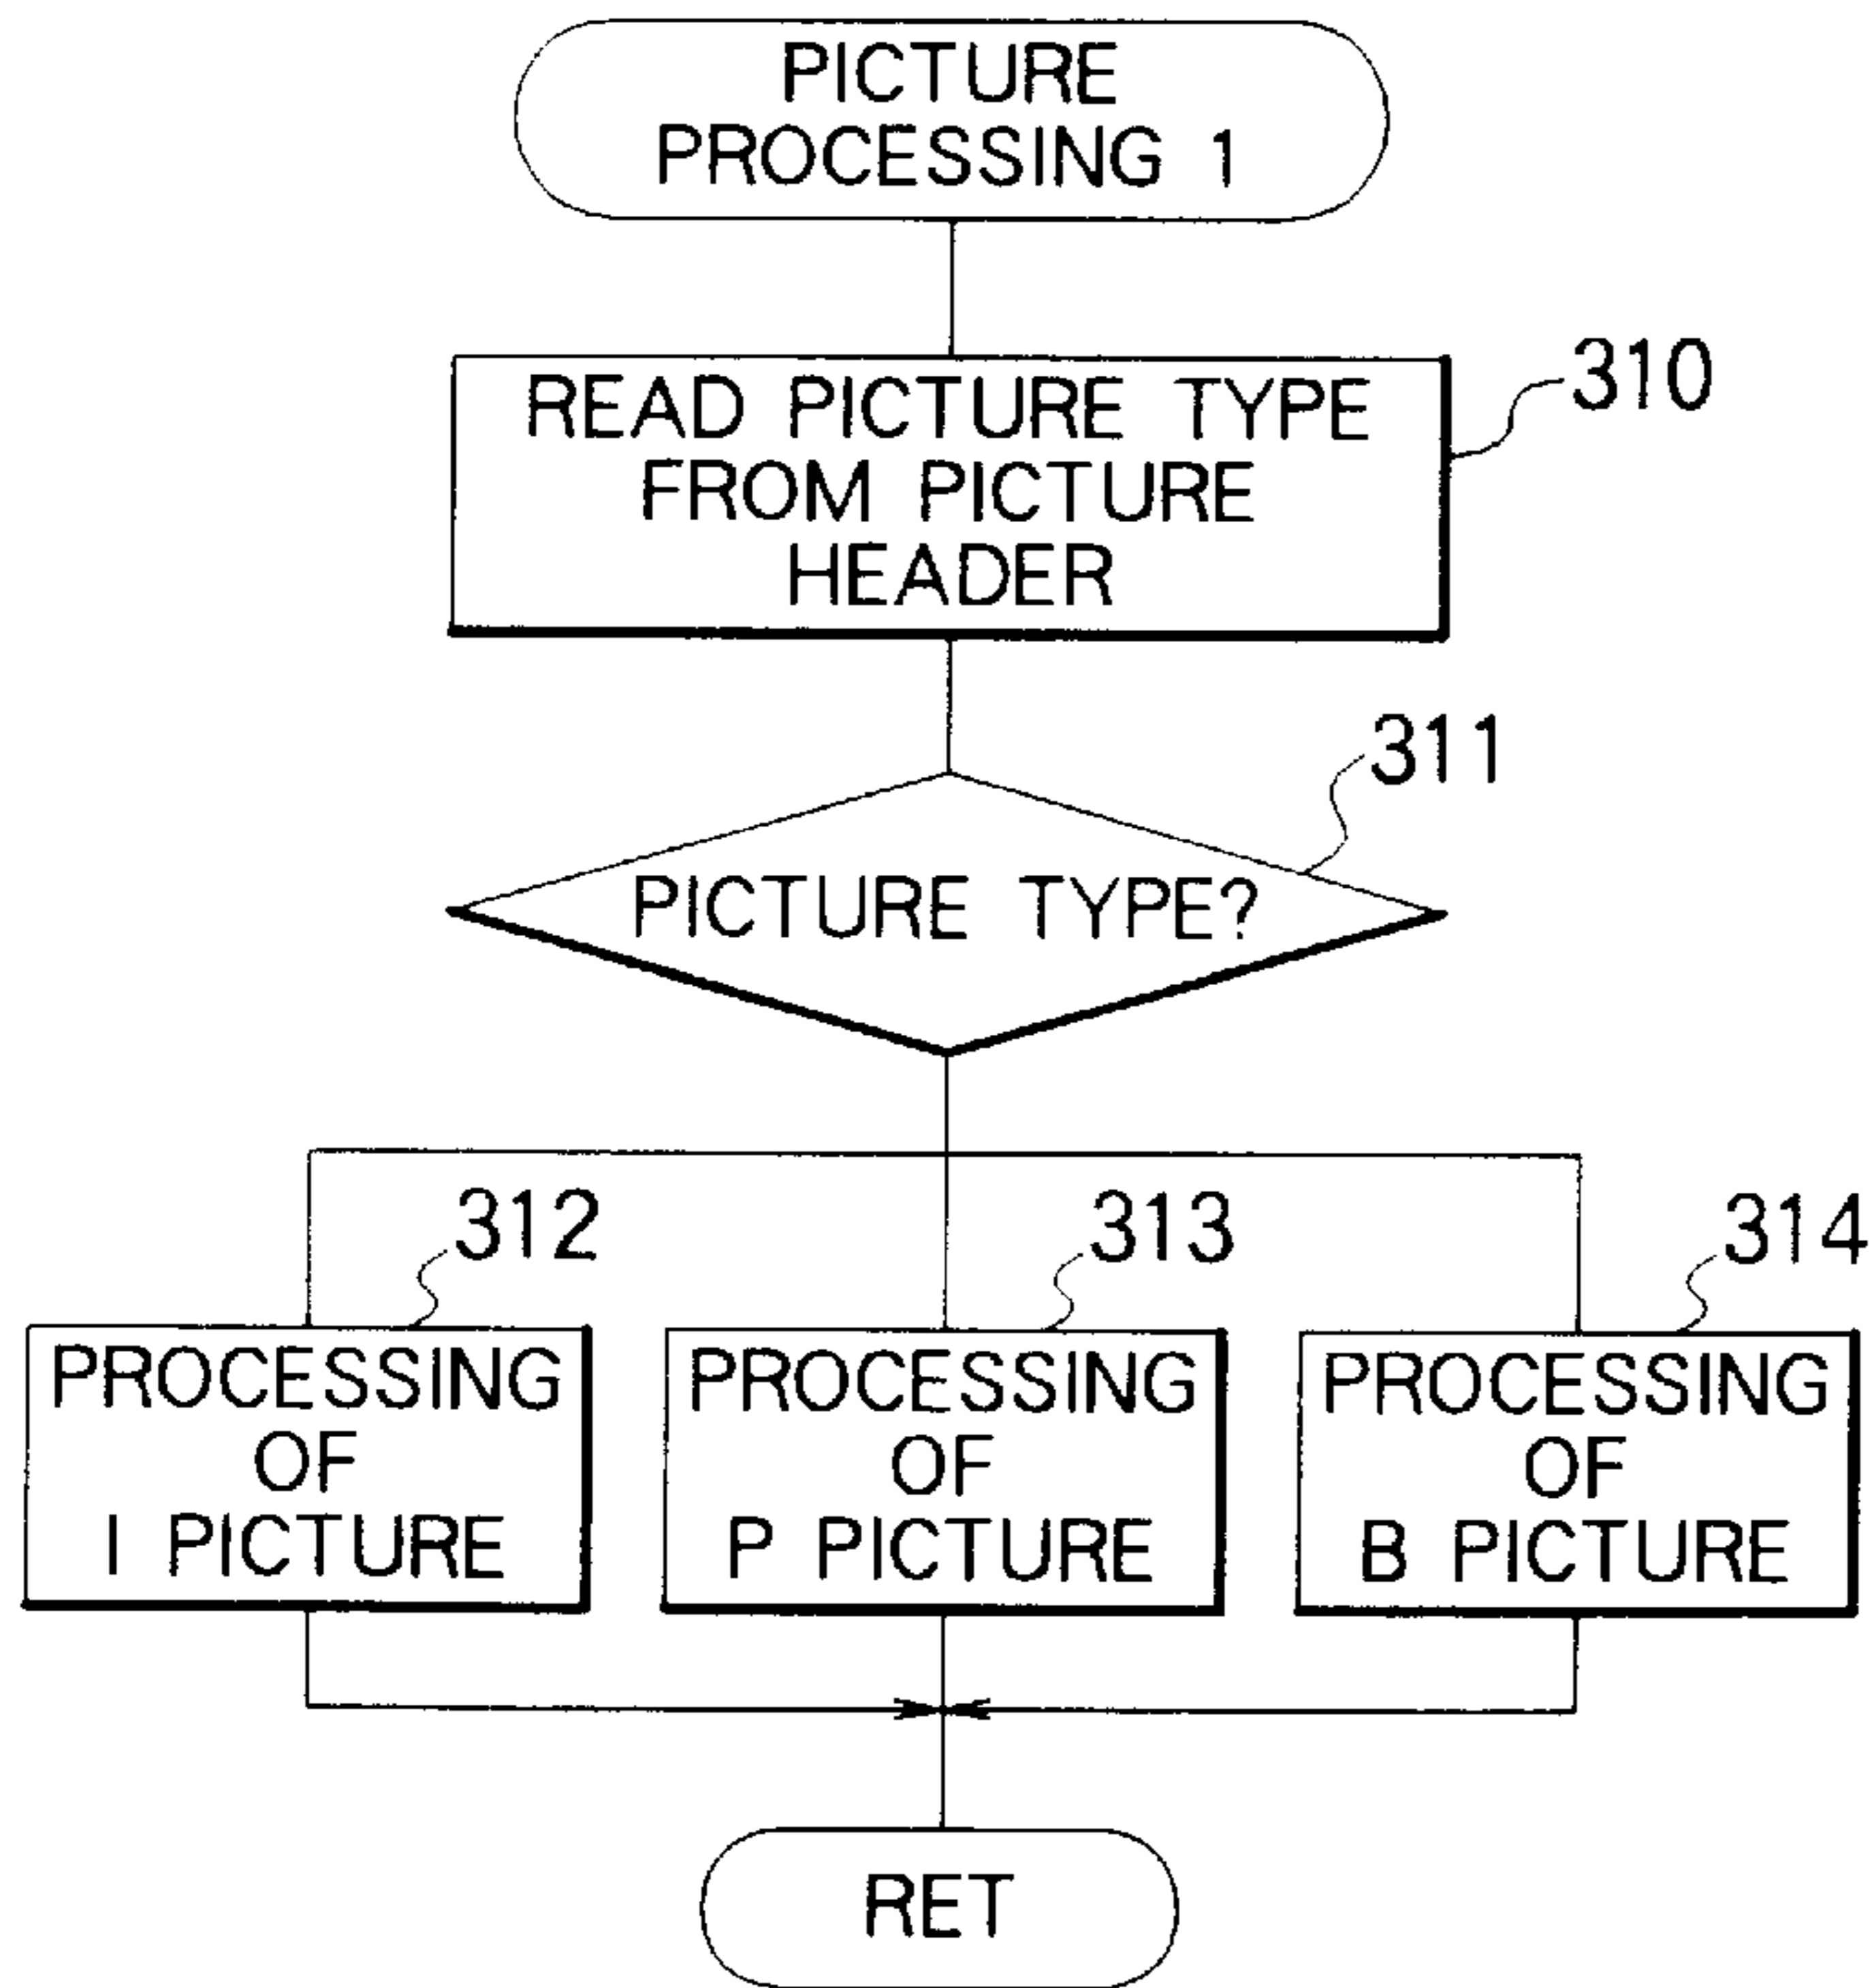 PICTURE
PROCESSING 1
310
READ PICTURE TYPE
FROM PICTURE
HEADER
311
PICTURE TYPE?
312
313
314
PROCESSING
OF
I PICTURE
PROCESSING
OF
P PICTURE
PROCESSING
OF
B PICTURE
RET